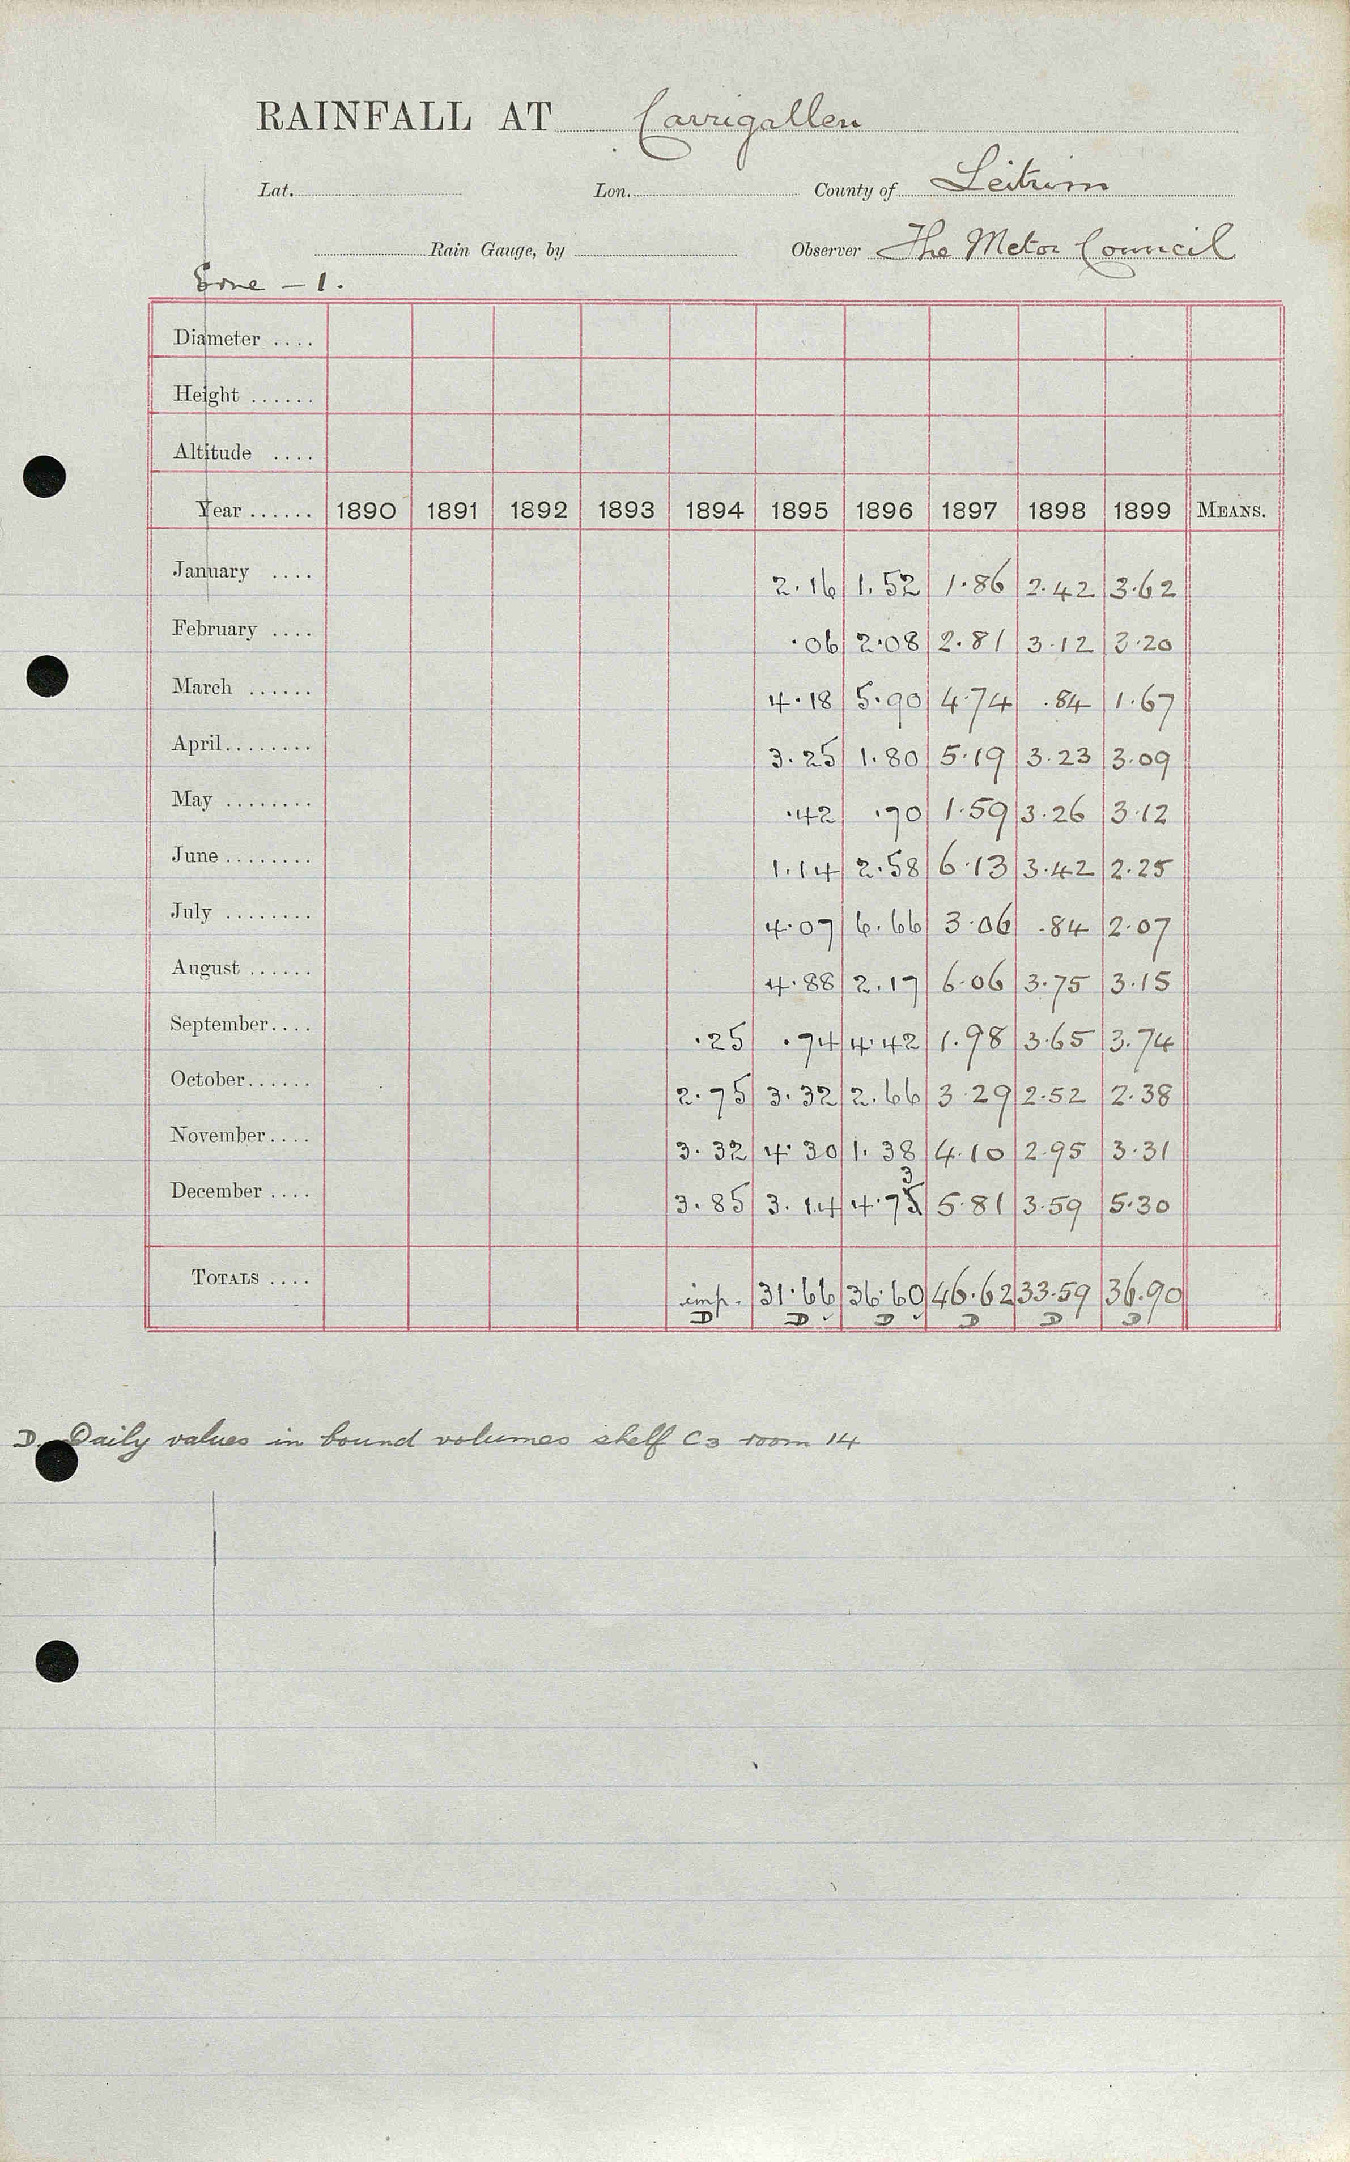 RAINFALL AT Carrigallen
Lat. Lon. County of Leitrim
Rain Gauge, by Observer The Meteor Council
Erne – 1.
Diameter ....
Height ......
Altitude ....
Year ...... 1890 1891 1892 1893 1894 1895 1896 1897 1898 1899 MEANS.
January .... 2.16 1.52 1.86 2.42 3.62
February .... .06 2.08 2.81 3.12 3.20
March ...... 4.18 5.90 4.74 .84 1.67
April........ 3.25 1.80 5.19 3.23 3.09
May ........ .42 .70 1.59 3.26 3.12
June ........ 1.14 2.58 6.13 3.42 2.25
July ........ 4.07 6.66 3.06 .84 2.07
August ...... 4.88 2.17 6.06 3.75 3.15
September.... .25 .74 4.42 1.98 3.65 3.74
October...... 2.75 3.32 2.66 3.29 2.52 2.38
November.... 3.32 4.30 1.38 4.10 2.95 3.31
3
December .... 3.85 3.14 4.75 5.81 3.59 5.30
TOTALS .... imp. 31.66 36.60 46.62 33.59 36.90
D D D D D D
D. Daily values in bound volumes shelf C3 room 14